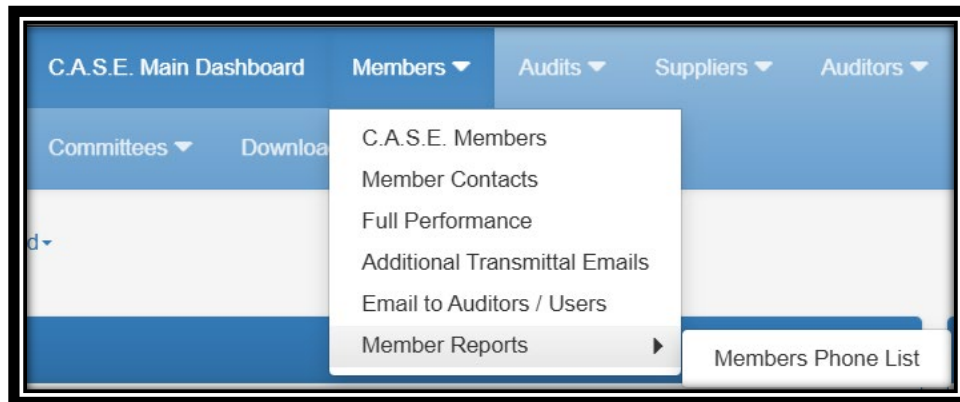 C.A.S.E. Main Dashboard Members Audits Suppliers Auditors
Committees Downloa
C.A.S.E. Members
Member Contacts
Full Performance
d
Additional Transmittal Emails
Email to Auditors / Users
Member Reports
Members Phone List